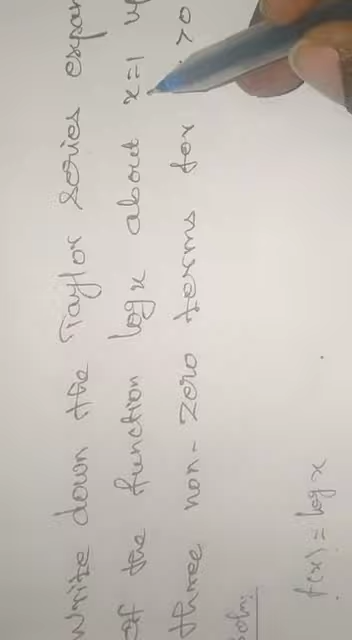 Write down the Taylor series expan
of the function log x about x=1 up
three non-zero terms for x>0
Soln:
f(x) = log x